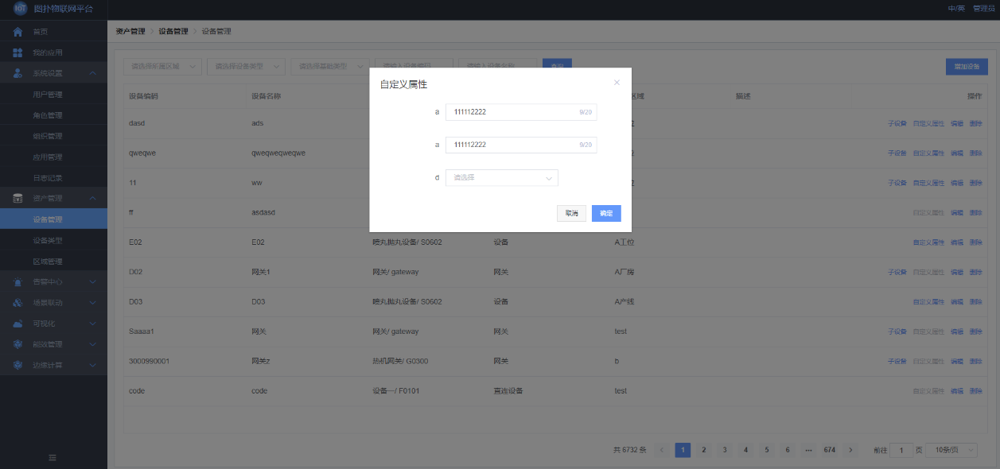 IOT 图扑物联网平台
中/英 管理员
首页
我的应用
系统设置
用户管理
角色管理
组织管理
应用管理
日志记录
资产管理
设备管理
设备类型
区域管理
告警中心
场景联动
可视化
能效管理
边缘计算
资产管理 > 设备管理 > 设备管理
请选择所属区域 请选择设备类型 请选择基础类型 请输入设备编码 请输入设备名称 查询 增加设备
设备编码 设备名称 区域 描述 操作
dasd ads 子设备 自定义属性 编辑 删除
qweqwe qweqweqweqwe 子设备 自定义属性 编辑 删除
11 ww 子设备 自定义属性 编辑 删除
ff asdasd 自定义属性 编辑 删除
E02 E02 喷丸抛丸设备/ S0602 设备 A工位 自定义属性 编辑 删除
D02 网关1 网关/ gateway 网关 A厂房 子设备 自定义属性 编辑 删除
D03 D03 喷丸抛丸设备/ S0602 设备 A产线 自定义属性 编辑 删除
Saaaa1 网关 网关/ gateway 网关 test 子设备 自定义属性 编辑 删除
3000990001 网关z 热机网关/ G0300 网关 b 子设备 自定义属性 编辑 删除
code code 设备一/ F0101 直连设备 test 自定义属性 编辑 删除
共 6732 条 < 1 2 3 4 5 6 ••• 674 > 前往 1 页 10条/页
自定义属性 ×
a 111112222 9/20
a 111112222 9/20
d 请选择
取消 确定